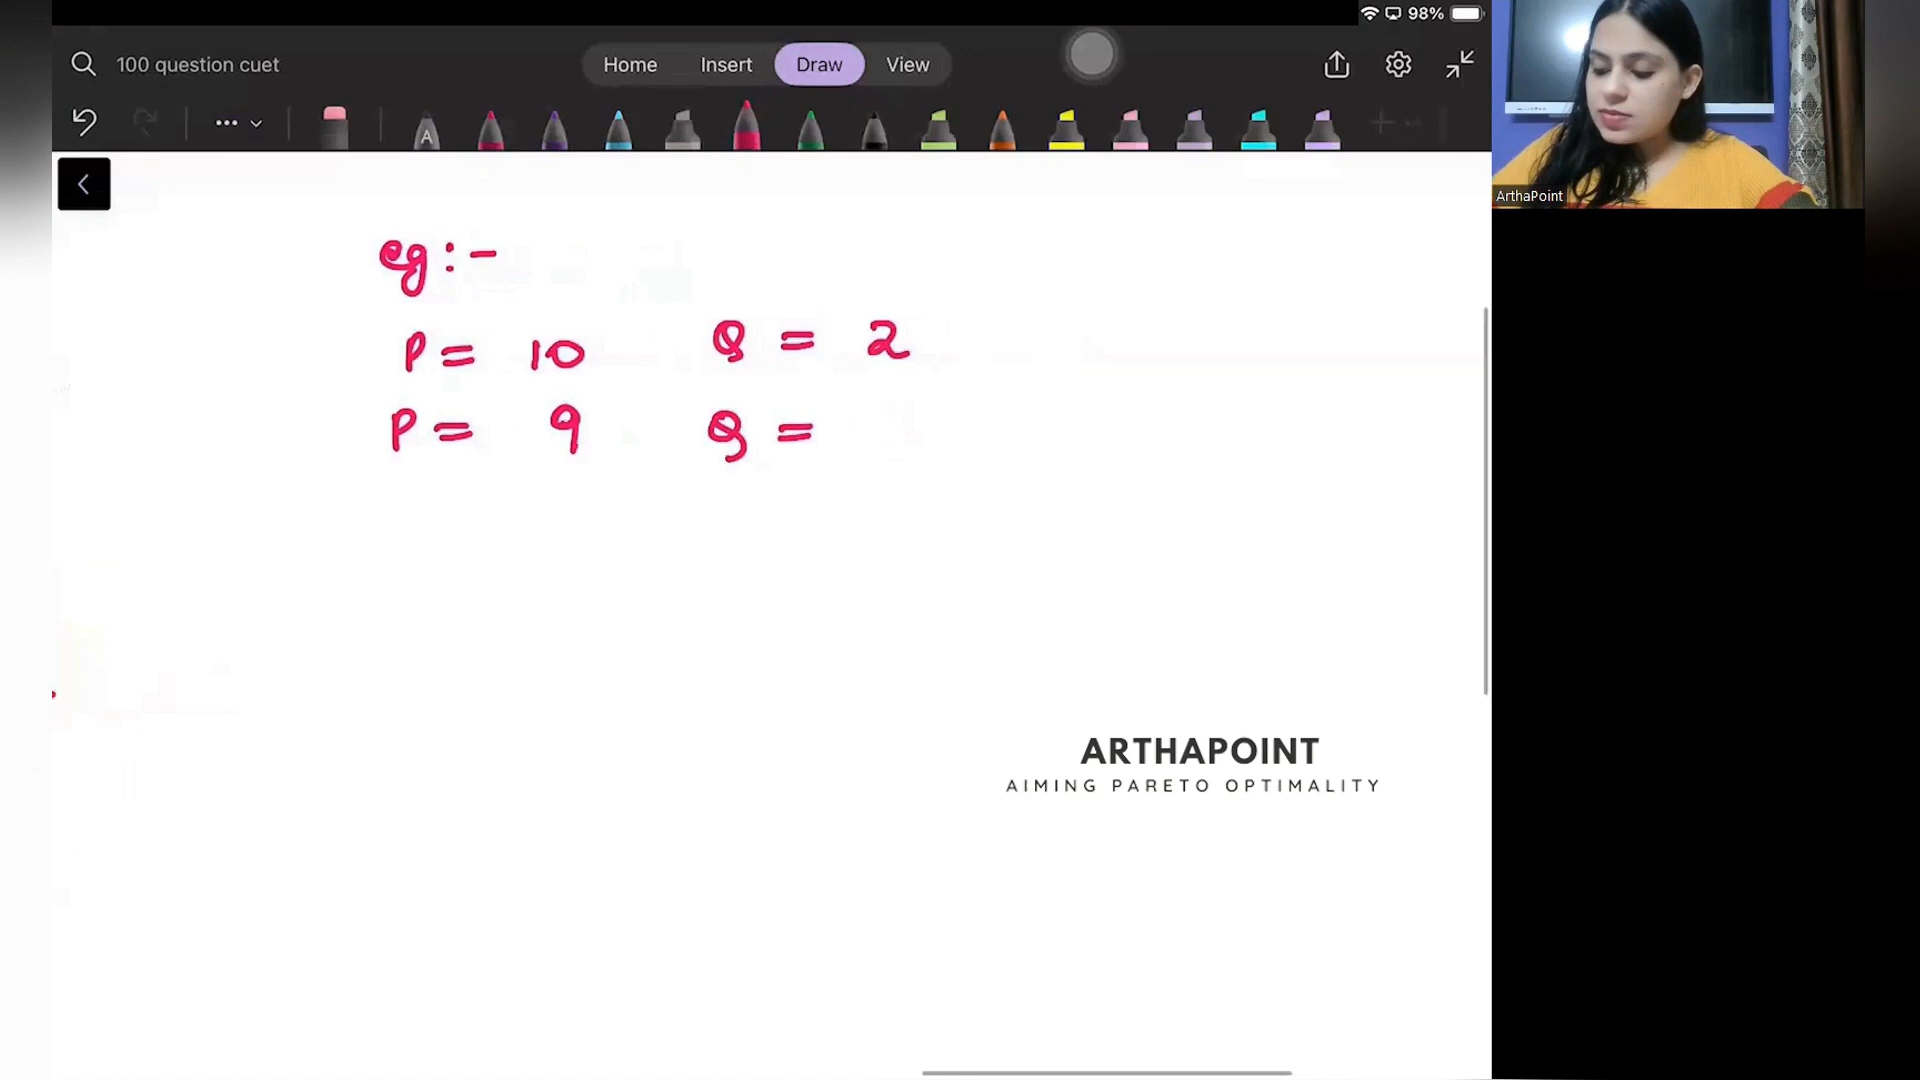 98%
100 question cuet
Home Insert Draw View
A
ArthaPoint
eg:-
P = 10 Q = 2
P = 9 Q =
ARTHAPOINT
AIMING PARETO OPTIMALITY